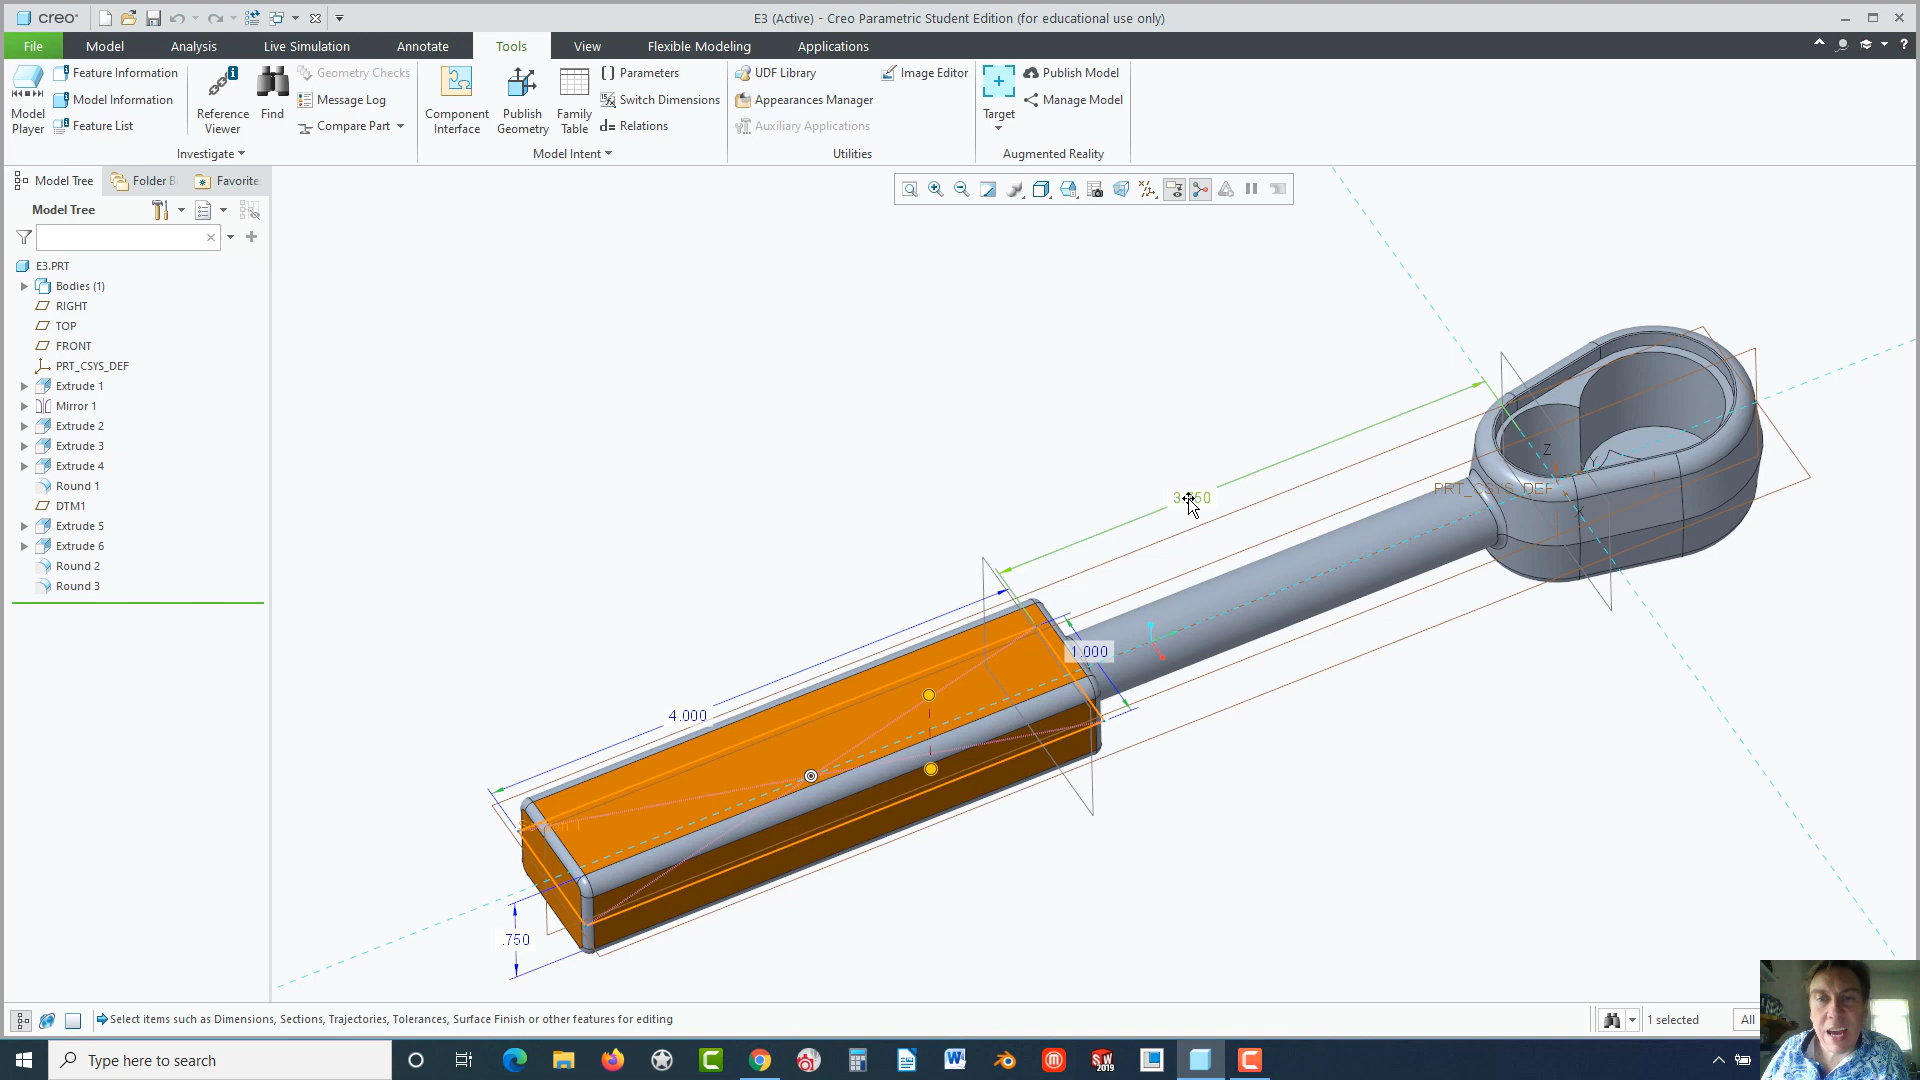 creo
E3 (Active) - Creo Parametric Student Edition (for educational use only)
File Model Analysis Live Simulation Annotate Tools View Flexible Modeling Applications
Model Player
Feature Information
Model Information
Feature List
Reference Viewer
Find
Geometry Checks
Message Log
Compare Part
Investigate
Component Interface
Publish Geometry
Family Table
Parameters
Switch Dimensions
d= Relations
Model Intent
UDF Library
Appearances Manager
Auxiliary Applications
Image Editor
Utilities
Target
Publish Model
Manage Model
Augmented Reality
Model Tree Folder B Favorite
Model Tree
E3.PRT
Bodies (1)
RIGHT
TOP
FRONT
PRT_CSYS_DEF
Extrude 1
Mirror 1
Extrude 2
Extrude 3
Extrude 4
Round 1
DTM1
Extrude 5
Extrude 6
Round 2
Round 3
Z
Y
PRT_CSYS_DEF
X
1.000
4.000
.750
Select items such as Dimensions, Sections, Trajectories, Tolerances, Surface Finish or other features for editing
1 selected
All
Type here to search
SW
2019